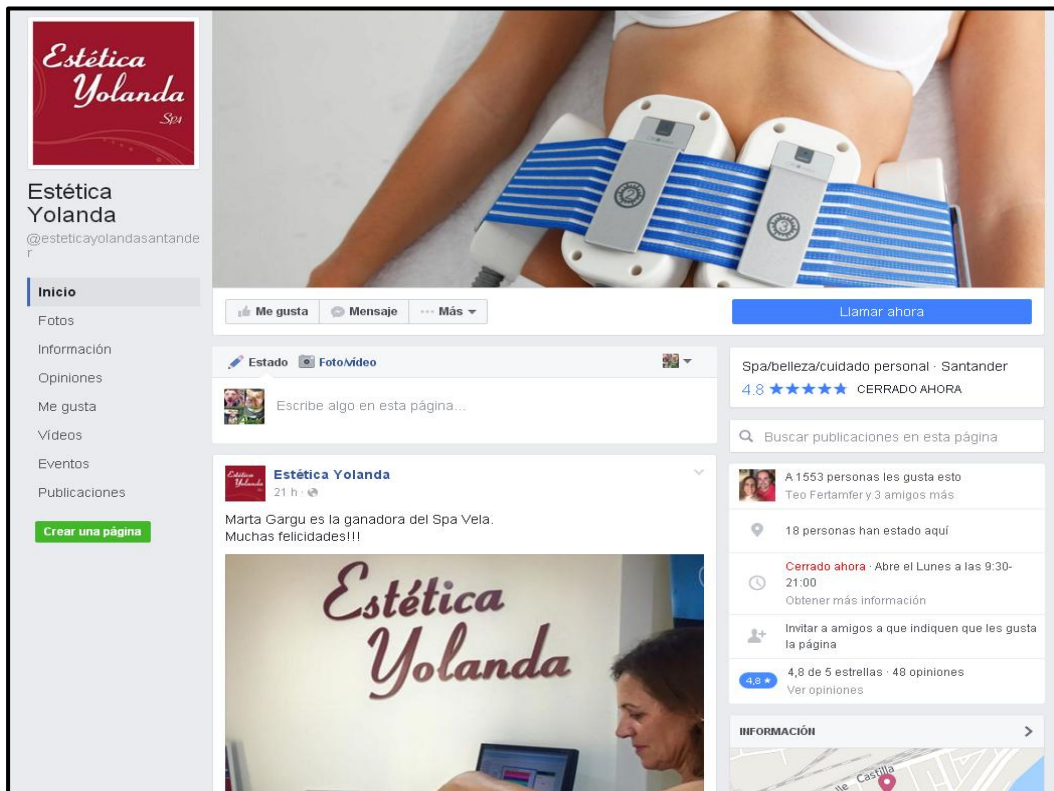 Estética
Yolanda
Spa
Estética
Yolanda
@esteticayolandasantande
r
Inicio
Fotos
Información
Opiniones
Me gusta
Vídeos
Eventos
Publicaciones
Crear una página
2
3
Me gusta
Mensaje
Más
Llamar ahora
Estado
Foto/vídeo
Escribe algo en esta página...
Estética Yolanda
21 h
Marta Gargu es la ganadora del Spa Vela.
Muchas felicidades!!!
Estética
Yolanda
Spa/belleza/cuidado personal · Santander
4.8 ★★★★★ CERRADO AHORA
Buscar publicaciones en esta página
A 1553 personas les gusta esto
Teo Fertamfer y 3 amigos más
18 personas han estado aquí
Cerrado ahora · Abre el Lunes a las 9:30-
21:00
Obtener más información
Invitar a amigos a que indiquen que les gusta
la página
4,8 ★
4,8 de 5 estrellas · 48 opiniones
Ver opiniones
INFORMACIÓN
Castilla